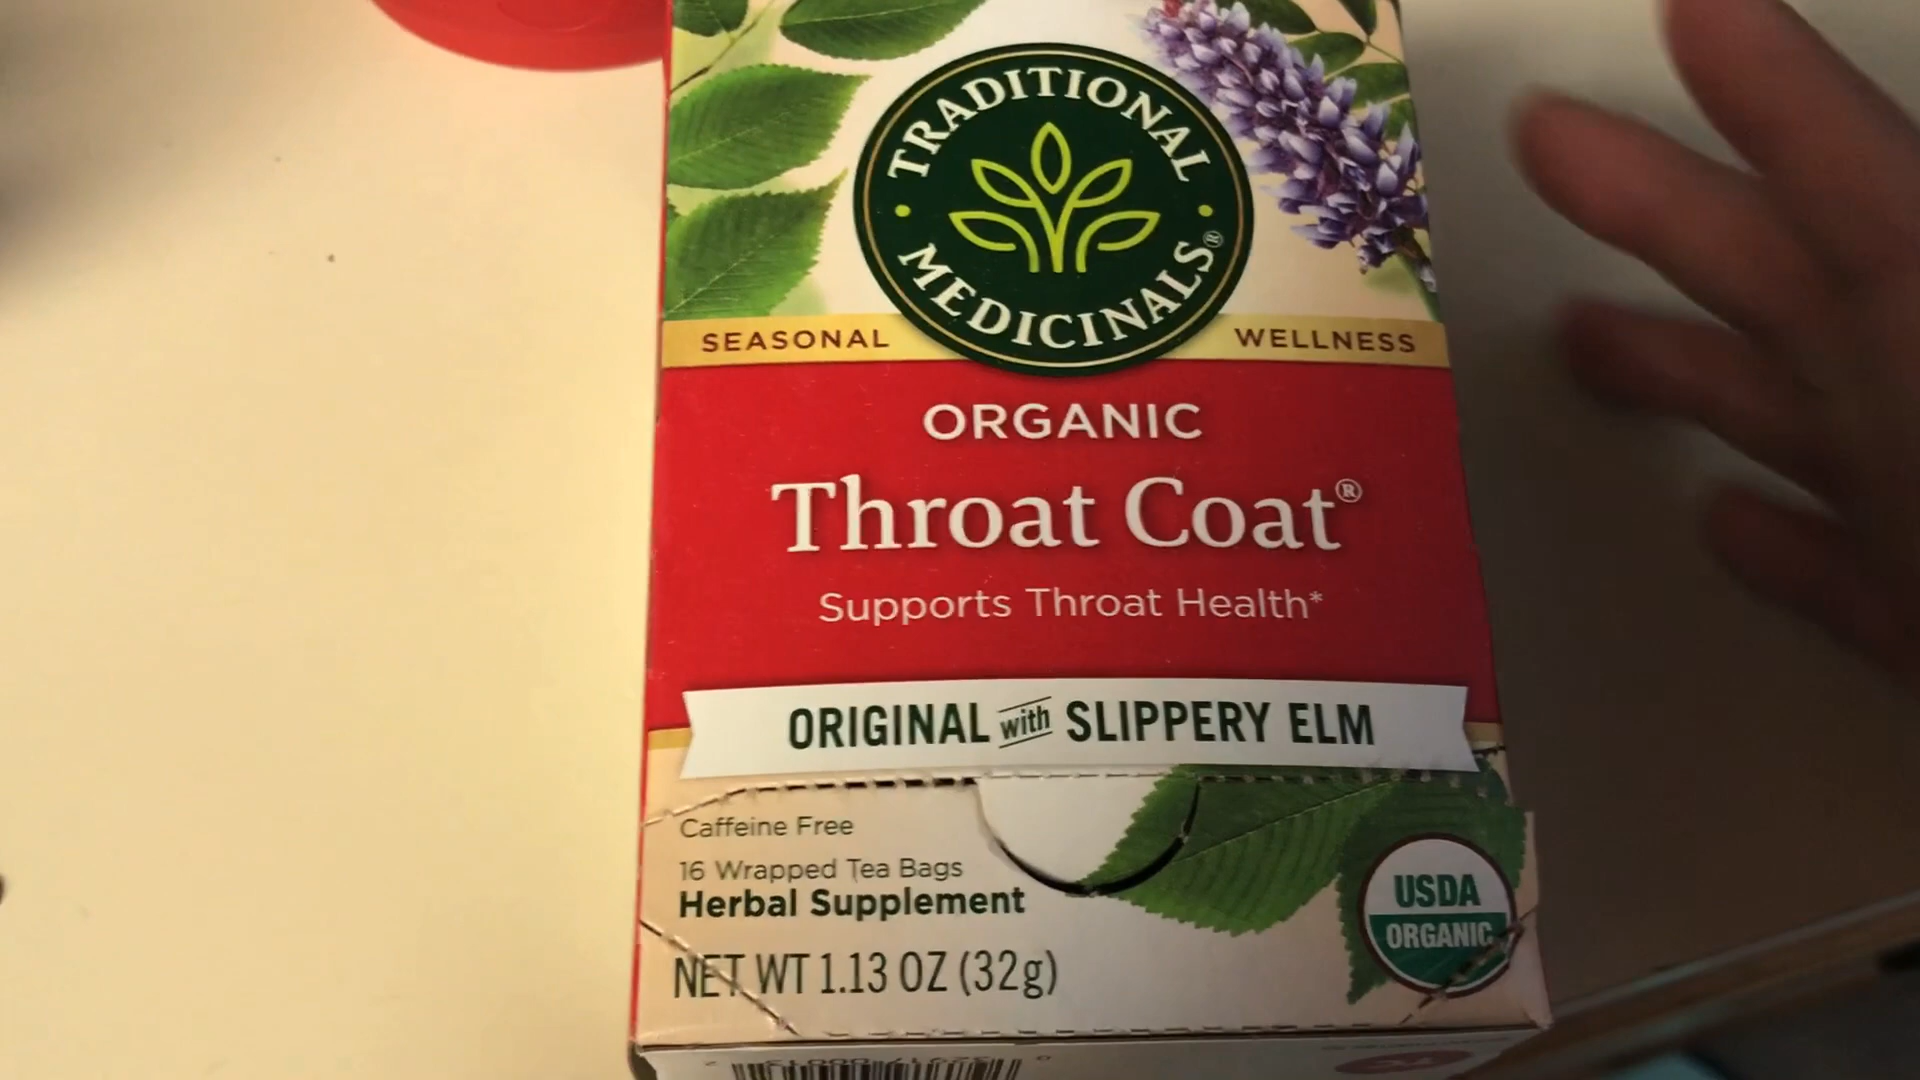 TRADITIONAL
MEDICINALS®
SEASONAL WELLNESS
ORGANIC
Throat Coat®
Supports Throat Health*
ORIGINAL with SLIPPERY ELM
Caffeine Free
16 Wrapped Tea Bags
Herbal Supplement
NET WT 1.13 OZ (32g)
USDA
ORGANIC